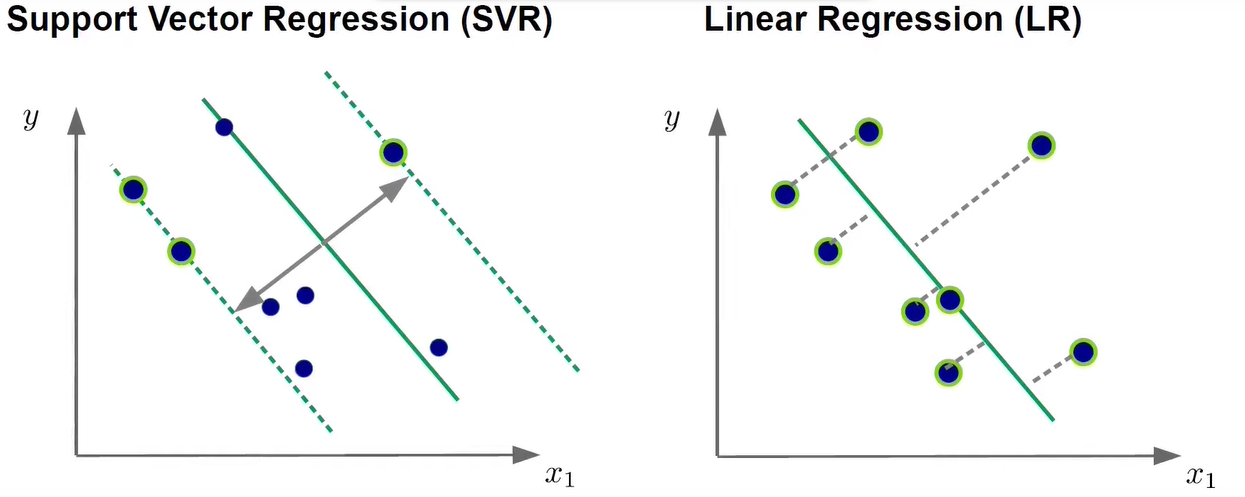 Support Vector Regression (SVR)
Linear Regression (LR)
y
x₁
y
x₁